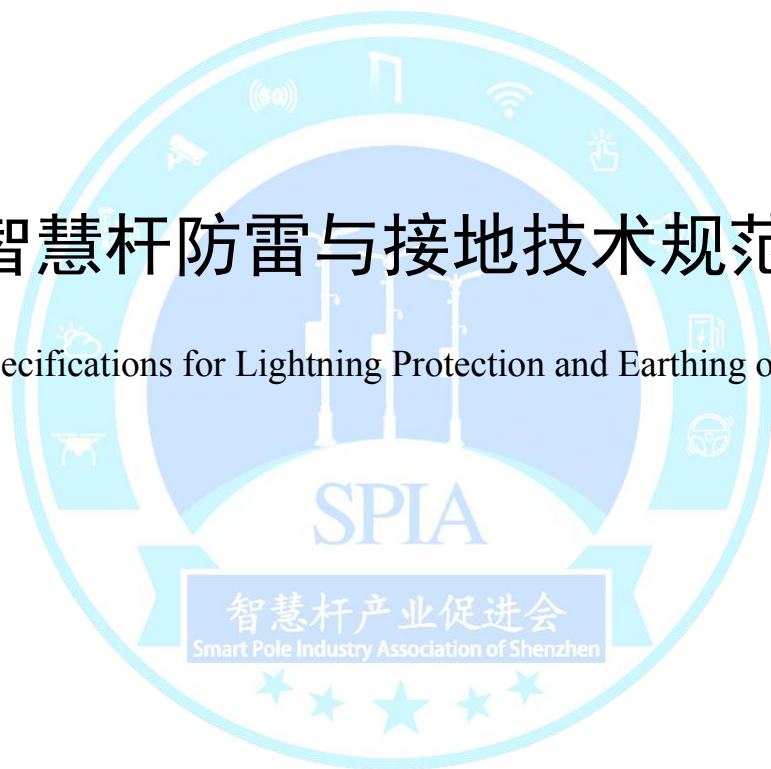 智慧杆防雷与接地技术规范
ecifications for Lightning Protection and Earthing o
SPIA
智慧杆产业促进会
Smart Pole Industry Association of Shenzhen